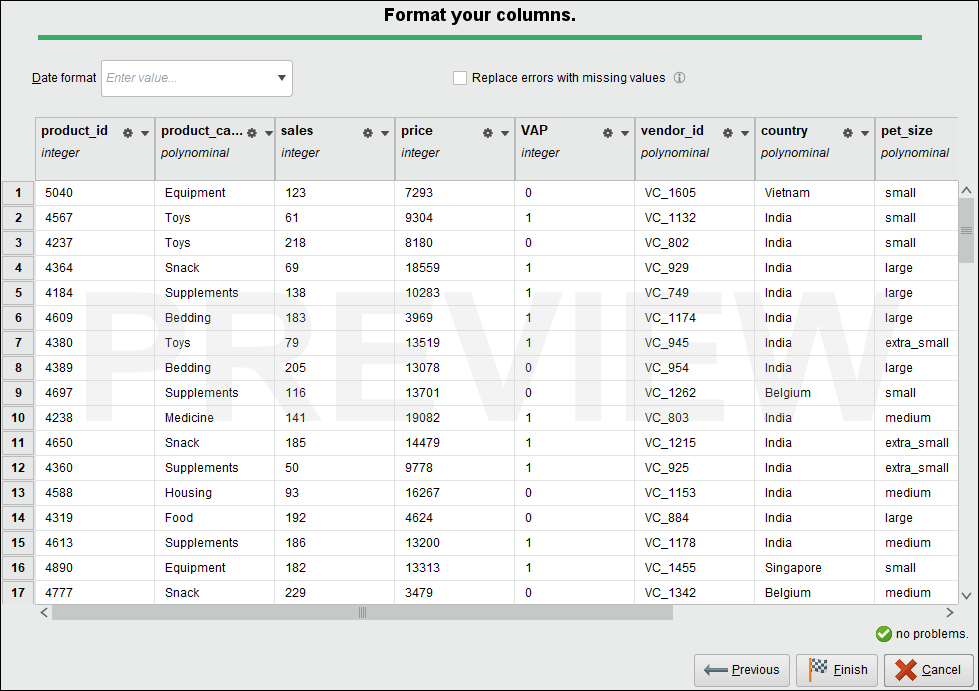 Format your columns.
Date format Enter value... Replace errors with missing values
product_id product_ca... sales price VAP vendor_id country pet_size
integer polynominal integer integer integer polynominal polynominal polynominal
1 5040 Equipment 123 7293 0 VC_1605 Vietnam small
2 4567 Toys 61 9304 1 VC_1132 India small
3 4237 Toys 218 8180 0 VC_802 India small
4 4364 Snack 69 18559 1 VC_929 India large
5 4184 Supplements 138 10283 1 VC_749 India large
6 4609 Bedding 183 3969 1 VC_1174 India large
7 4380 Toys 79 13519 1 VC_945 India extra_small
8 4389 Bedding 205 13078 0 VC_954 India large
9 4697 Supplements 116 13701 0 VC_1262 Belgium small
10 4238 Medicine 141 19082 1 VC_803 India medium
11 4650 Snack 185 14479 1 VC_1215 India extra_small
12 4360 Supplements 50 9778 1 VC_925 India extra_small
13 4588 Housing 93 16267 0 VC_1153 India medium
14 4319 Food 192 4624 0 VC_884 India large
15 4613 Supplements 186 13200 1 VC_1178 India medium
16 4890 Equipment 182 13313 1 VC_1455 Singapore small
17 4777 Snack 229 3479 0 VC_1342 Belgium medium
PREVIEW
no problems.
Previous Finish Cancel